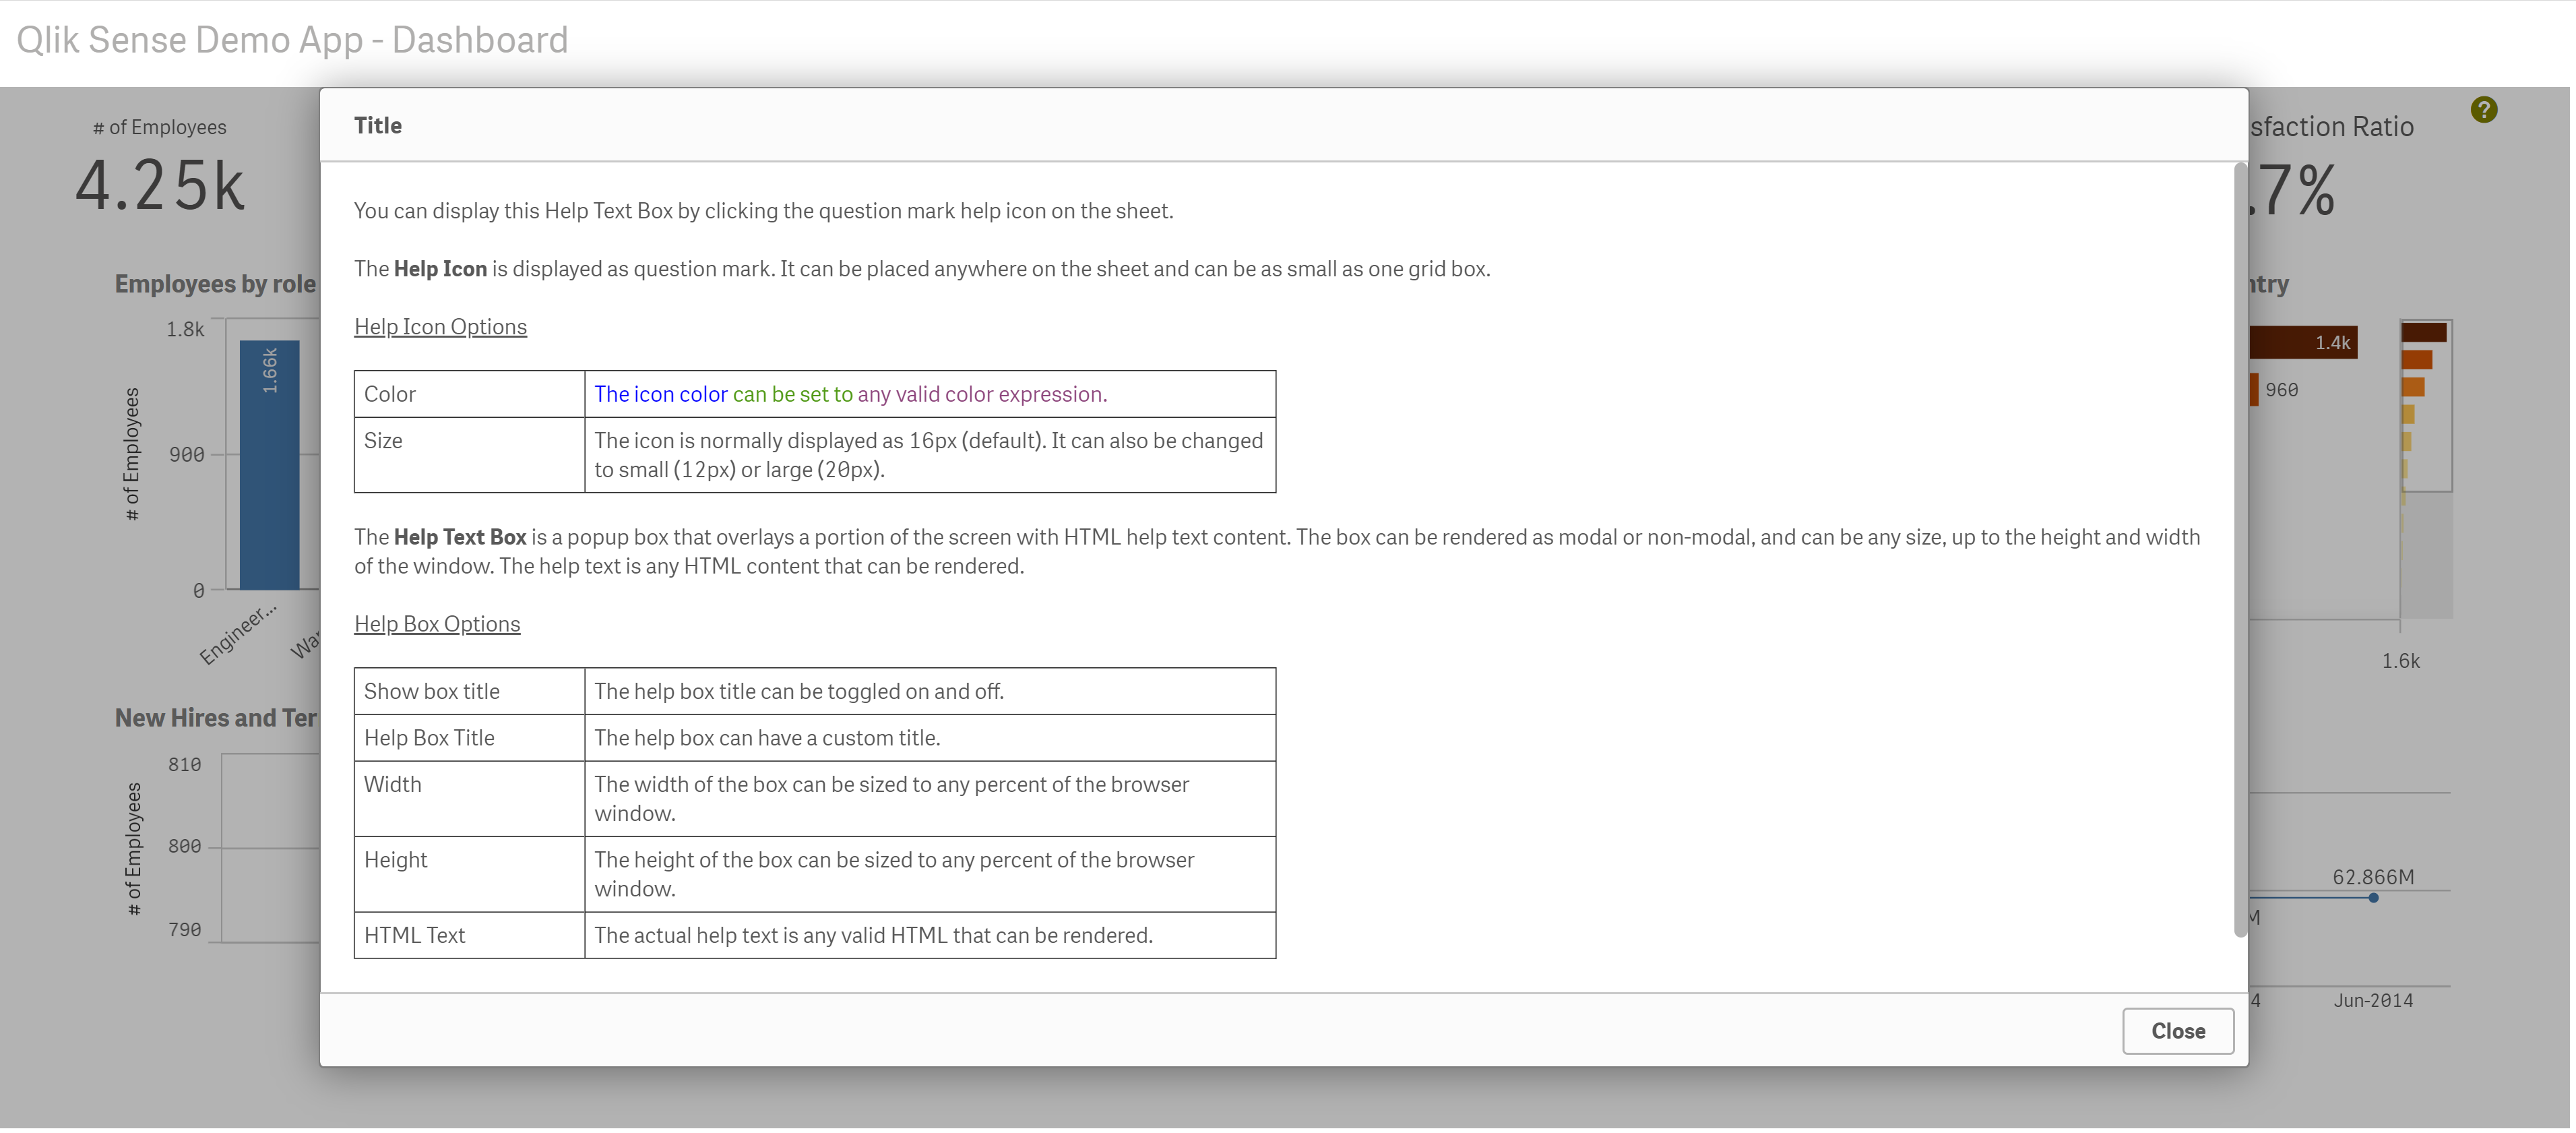 Qlik Sense Demo App - Dashboard
# of Employees
4.25k
Employees by role
1.8k
900
0
# of Employees
1.66k
Engineer...
New Hires and Ter
810
800
790
# of Employees
Title
You can display this Help Text Box by clicking the question mark help icon on the sheet.
The Help Icon is displayed as question mark. It can be placed anywhere on the sheet and can be as small as one grid box.
Help Icon Options
Color The icon color can be set to any valid color expression.
Size The icon is normally displayed as 16px (default). It can also be changed
to small (12px) or large (20px).
The Help Text Box is a popup box that overlays a portion of the screen with HTML help text content. The box can be rendered as modal or non-modal, and can be any size, up to the height and width
of the window. The help text is any HTML content that can be rendered.
Help Box Options
Show box title The help box title can be toggled on and off.
Help Box Title The help box can have a custom title.
Width The width of the box can be sized to any percent of the browser
window.
Height The height of the box can be sized to any percent of the browser
window.
HTML Text The actual help text is any valid HTML that can be rendered.
Close
sfaction Ratio
?
.7%
ntry
1.4k
960
1.6k
62.866M
M
4 Jun-2014